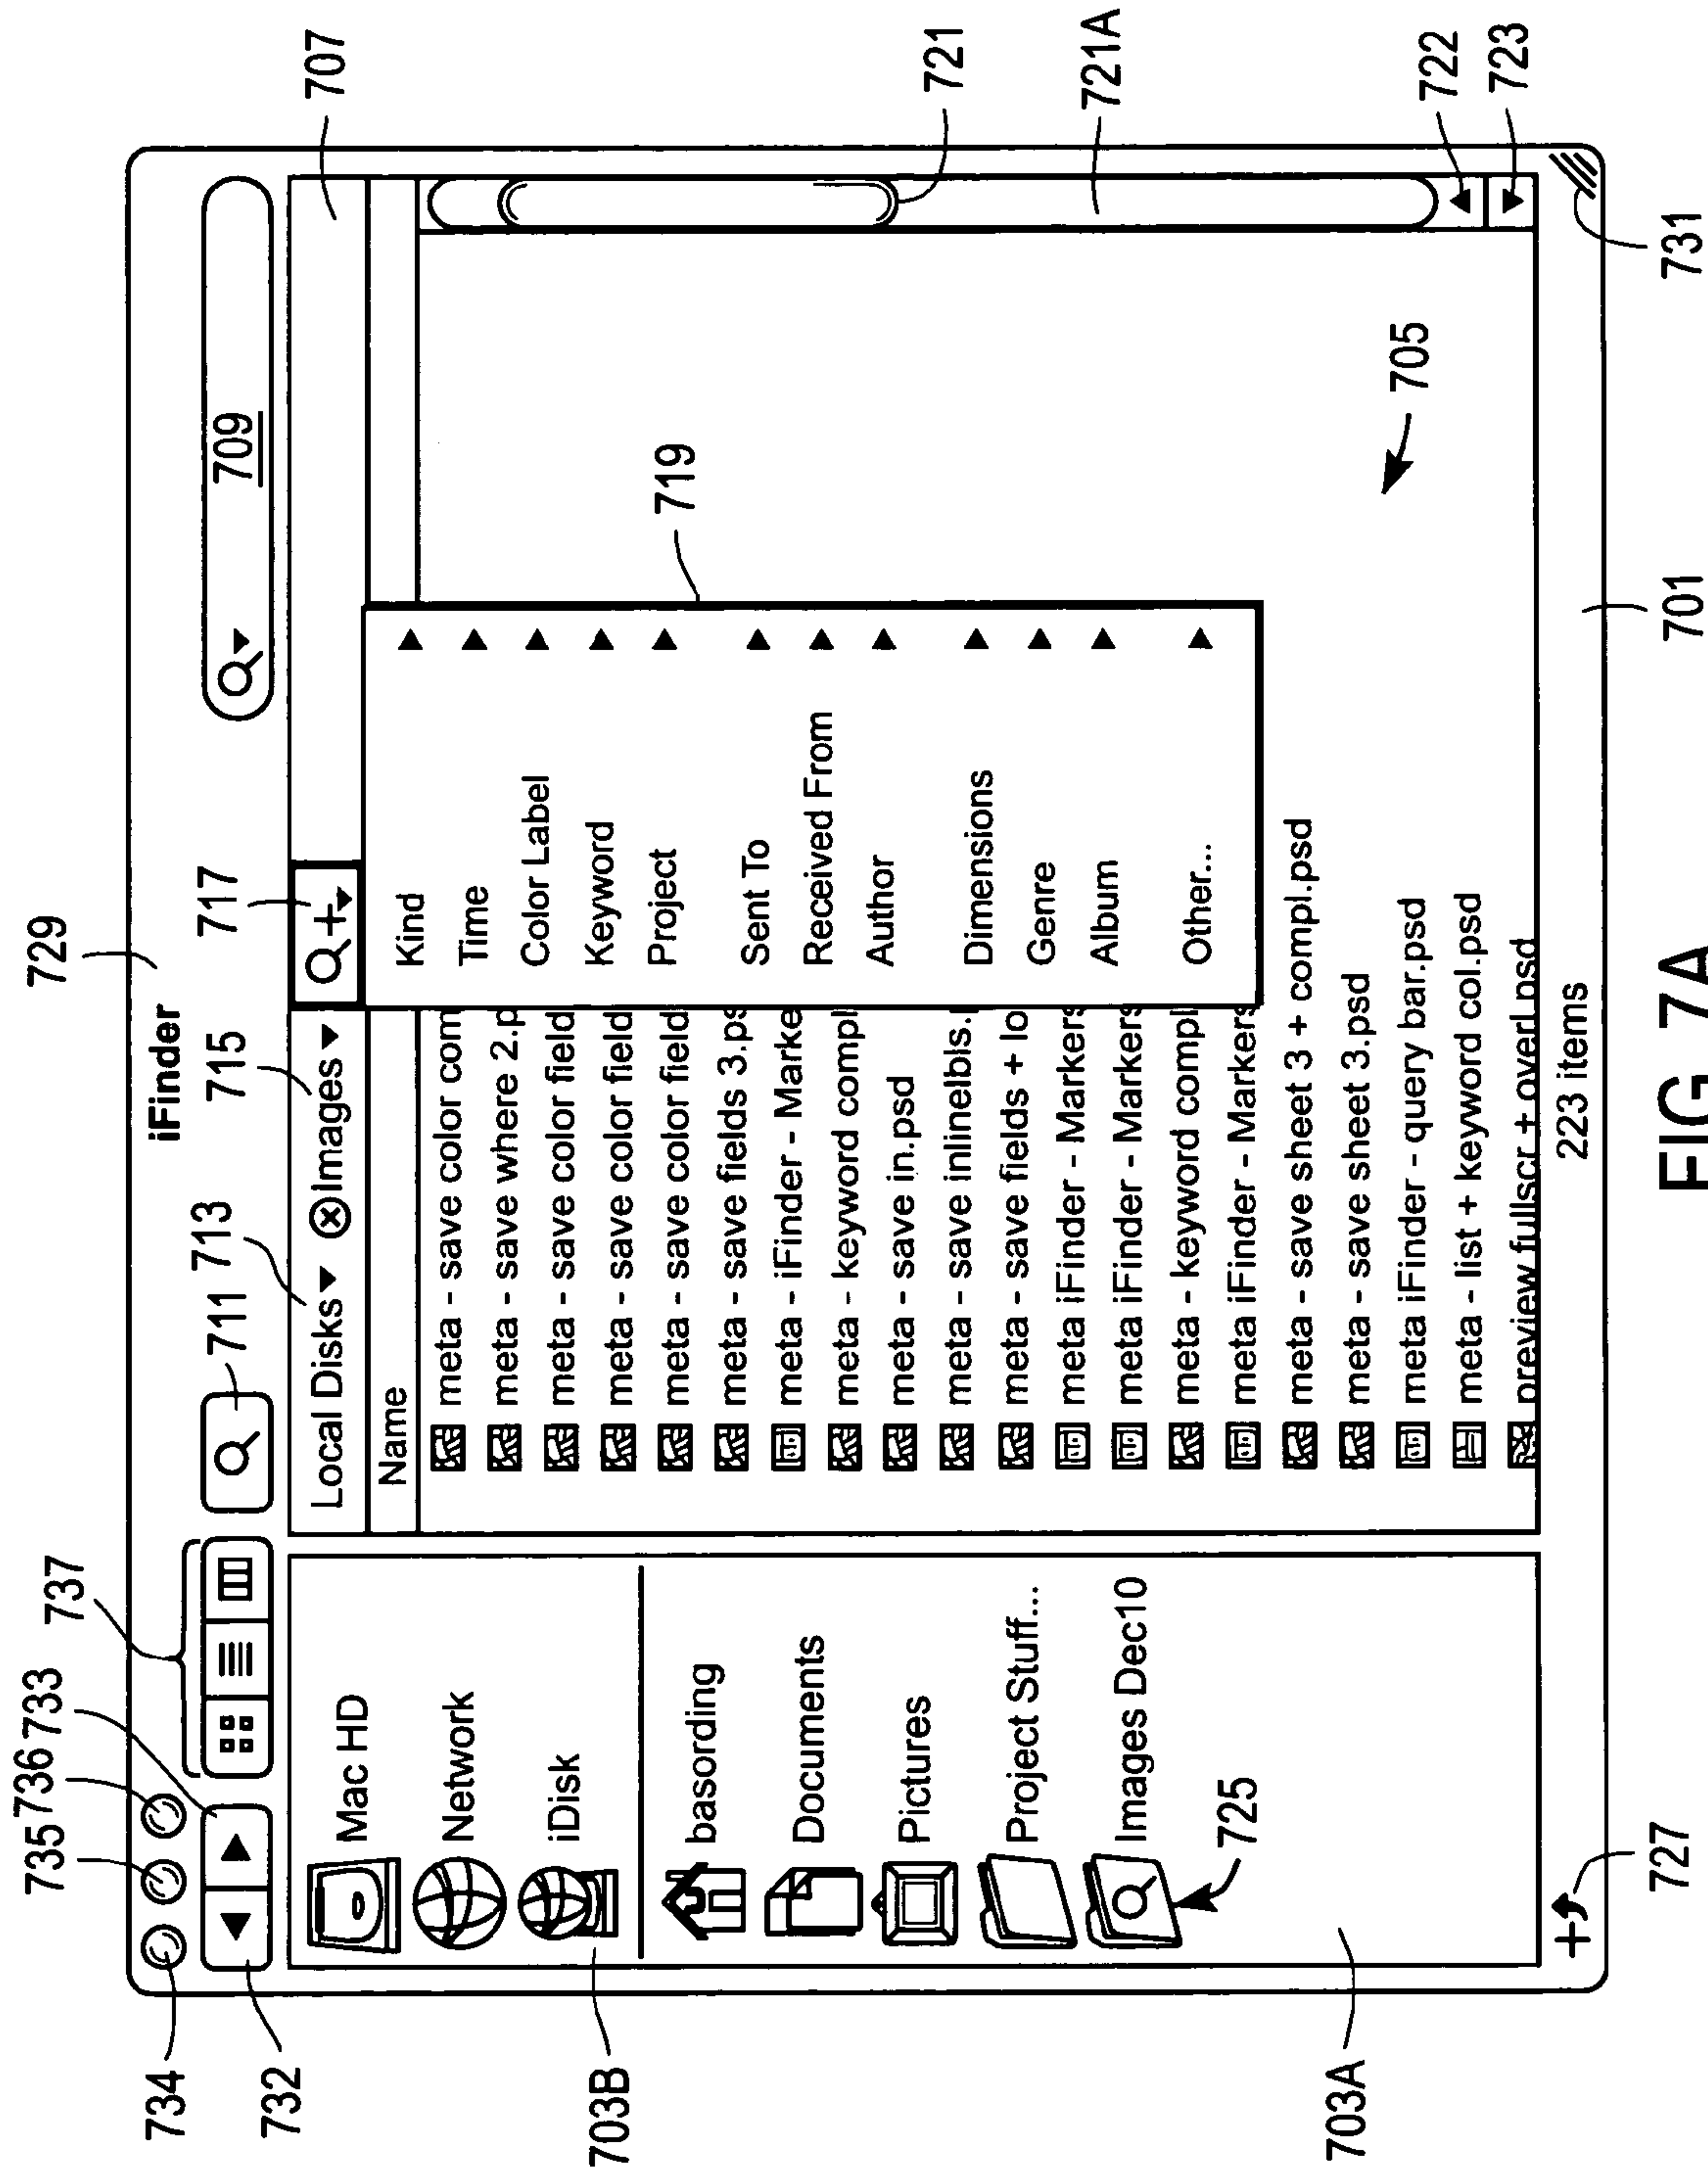 729
735 736 733 737 711 713 715 717
734
iFinder
732
709
707
Local Disks Images
Name
Mac HD
Network
iDisk
703B
basording
Documents
Pictures
Project Stuff...
Images Dec10
725
703A
meta - save color com
meta - save where 2.p
meta - save color field
meta - save color field
meta - save color field
meta - save fields 3.ps
meta - iFinder - Marke
meta - keyword compl
meta - save in.psd
meta - save inlinelbls.
meta - save fields + lo
meta iFinder - Markers
meta iFinder - Markers
meta - keyword compl
meta iFinder - Markers
meta - save sheet 3 + compl.psd
meta - save sheet 3.psd
meta iFinder - query bar.psd
meta - list + keyword col.psd
preview fullscr + overl.psd
Kind
Time
Color Label
Keyword
Project
Sent To
Received From
Author
Dimensions
Genre
Album
Other...
719
705
721
721A
722
723
223 items
727
701
731
FIG. 7A